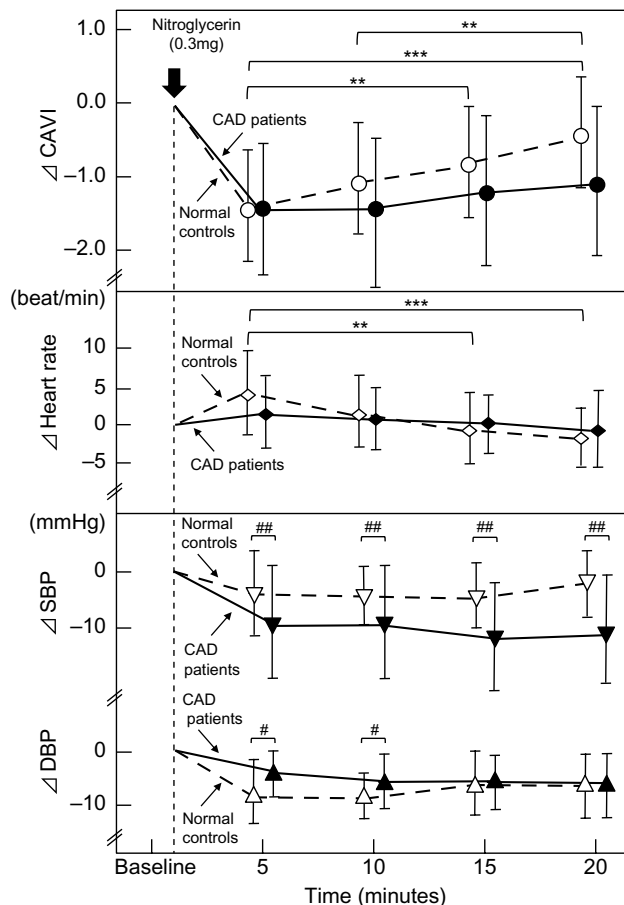 Nitroglycerin
(0.3mg)
1.0
0.0
−1.0
−2.0
⊿ CAVI
**
***
**
CAD patients
Normal
controls
(beat/min)
10
5
0
−5
⊿ Heart rate
***
**
Normal
controls
CAD patients
(mmHg)
0
−10
⊿ SBP
Normal
controls
##
##
##
##
CAD
patients
CAD
patients
#
#
0
−10
⊿ DBP
Normal
controls
Baseline 5 10 15 20
Time (minutes)